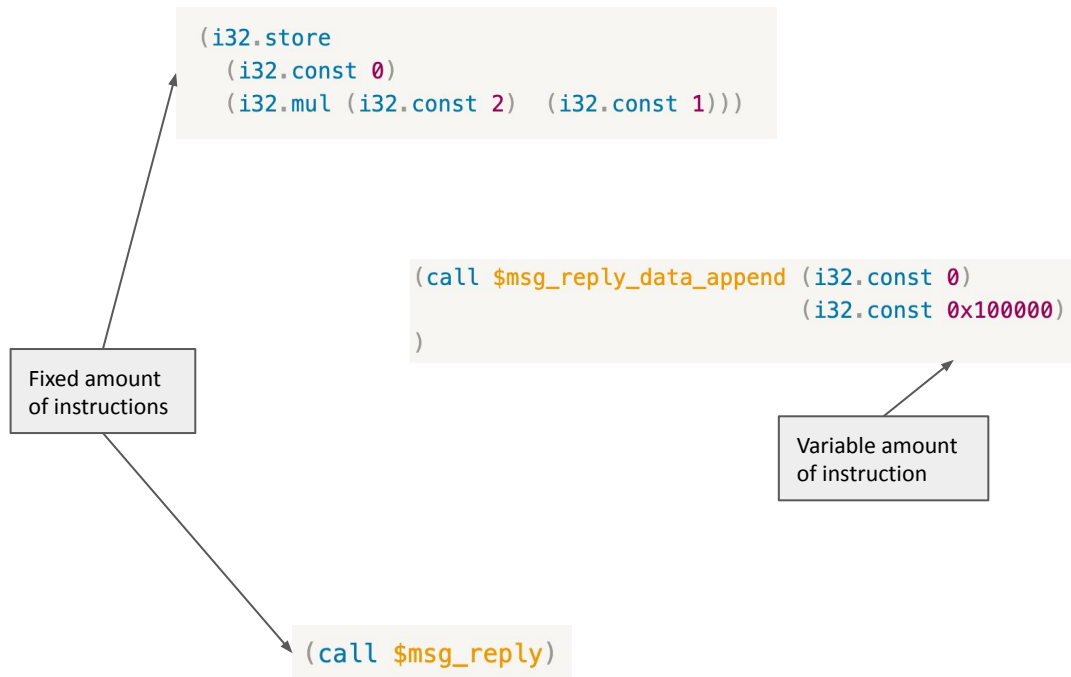 (i32.store
(i32.const 0)
(i32.mul (i32.const 2)  (i32.const 1)))
(call $msg_reply_data_append (i32.const 0)
(i32.const 0x100000)
)
Fixed amount
of instructions
Variable amount
of instruction
(call $msg_reply)